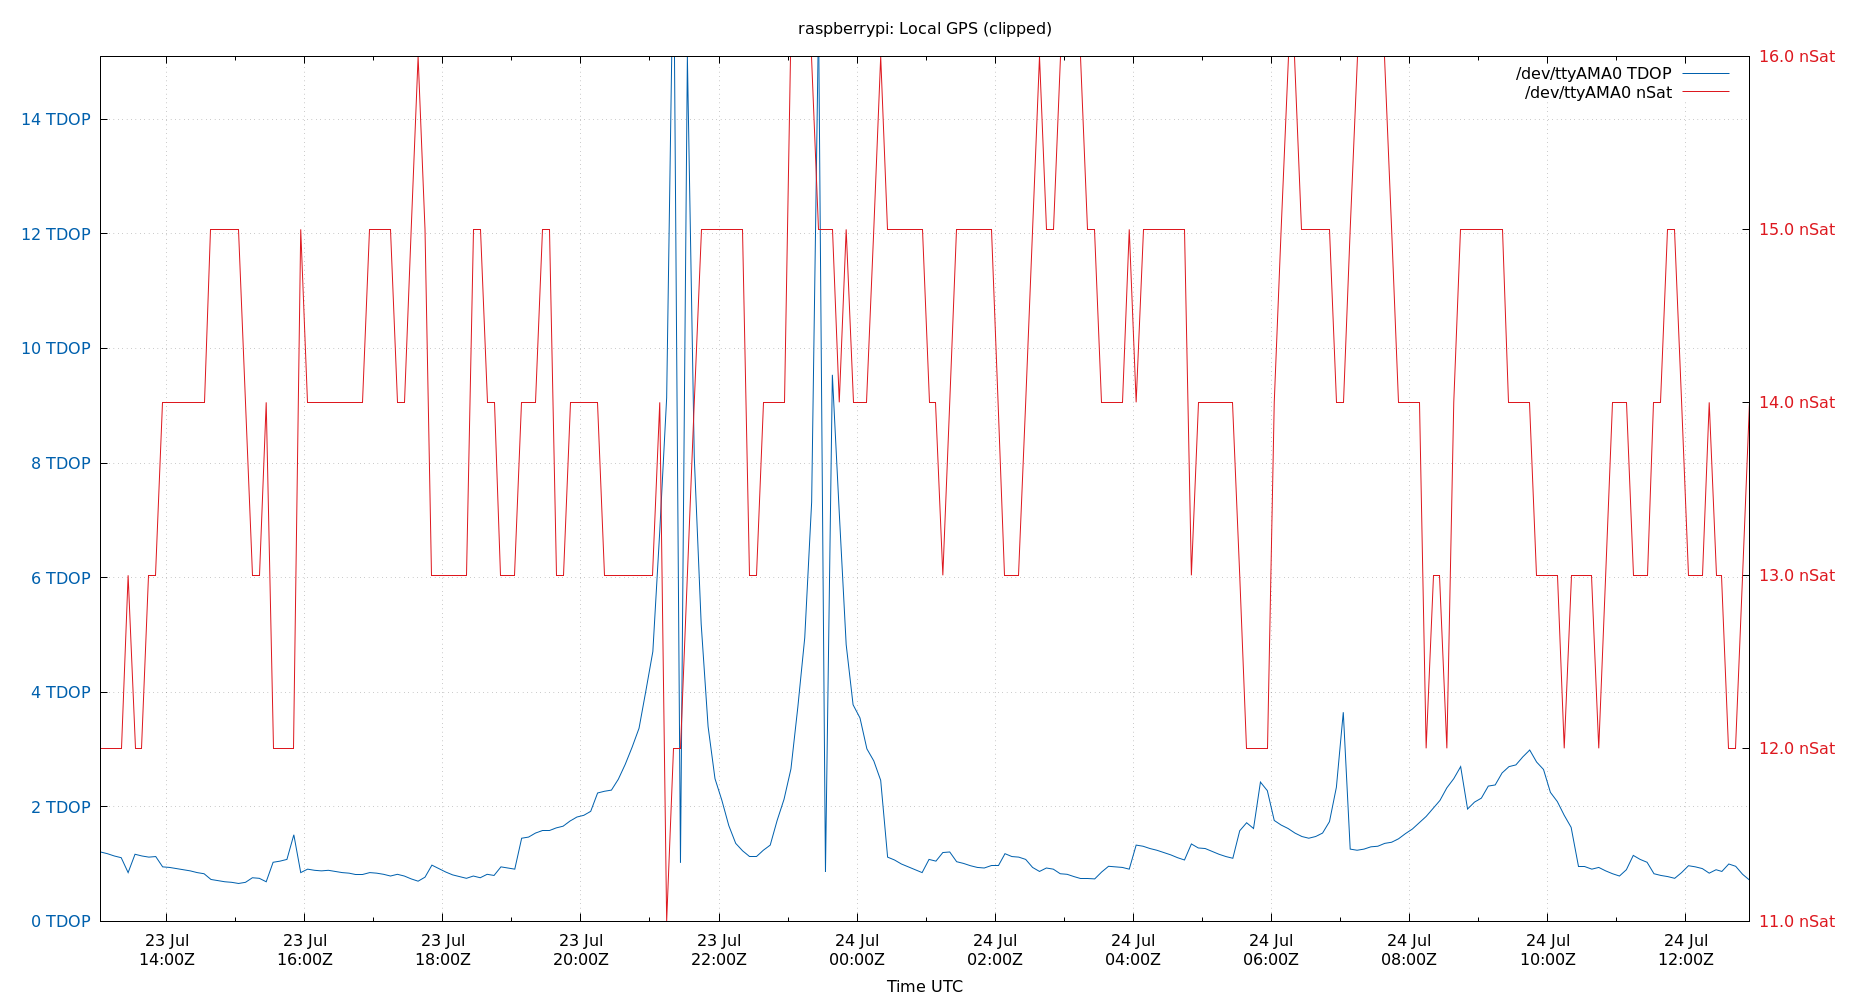 raspberrypi: Local GPS (clipped)
16.0 nSat
/dev/ttyAMA0 TDOP
/dev/ttyAMA0 nSat
14 TDOP
12 TDOP
15.0 nSat
10 TDOP
14.0 nSat
8 TDOP
6 TDOP
13.0 nSat
4 TDOP
12.0 nSat
2 TDOP
0 TDOP
11.0 nSat
23 Jul 23 Jul 23 Jul 23 Jul 23 Jul 24 Jul 24 Jul 24 Jul 24 Jul 24 Jul 24 Jul 24 Jul
14:00Z 16:00Z 18:00Z 20:00Z 22:00Z 00:00Z 02:00Z 04:00Z 06:00Z 08:00Z 10:00Z 12:00Z
Time UTC